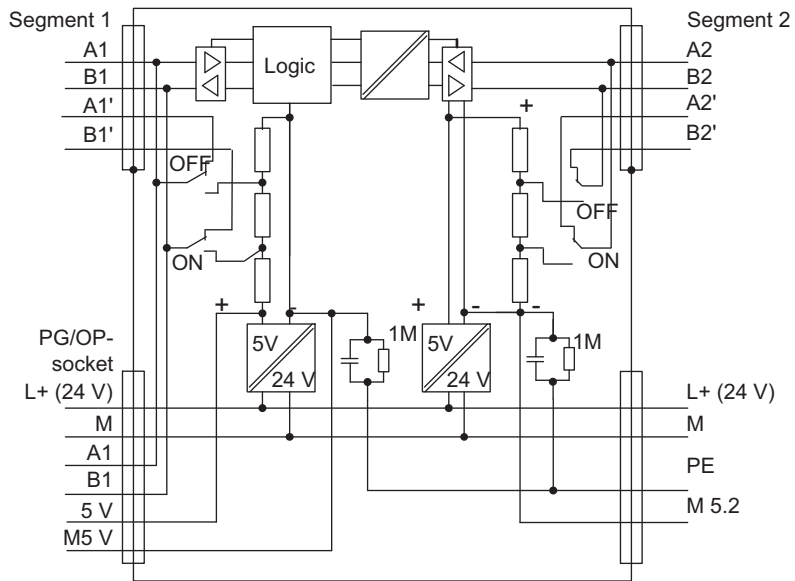 Segment 1
Segment 2
A1
B1
A1'
B1'
Logic
A2
B2
A2'
B2'
+
OFF
ON
OFF
ON
+
-
+
-
-
PG/OP-
socket
5V
24 V
1M
5V
24 V
1M
L+ (24 V)
M
A1
B1
5 V
M5 V
L+ (24 V)
M
PE
M 5.2